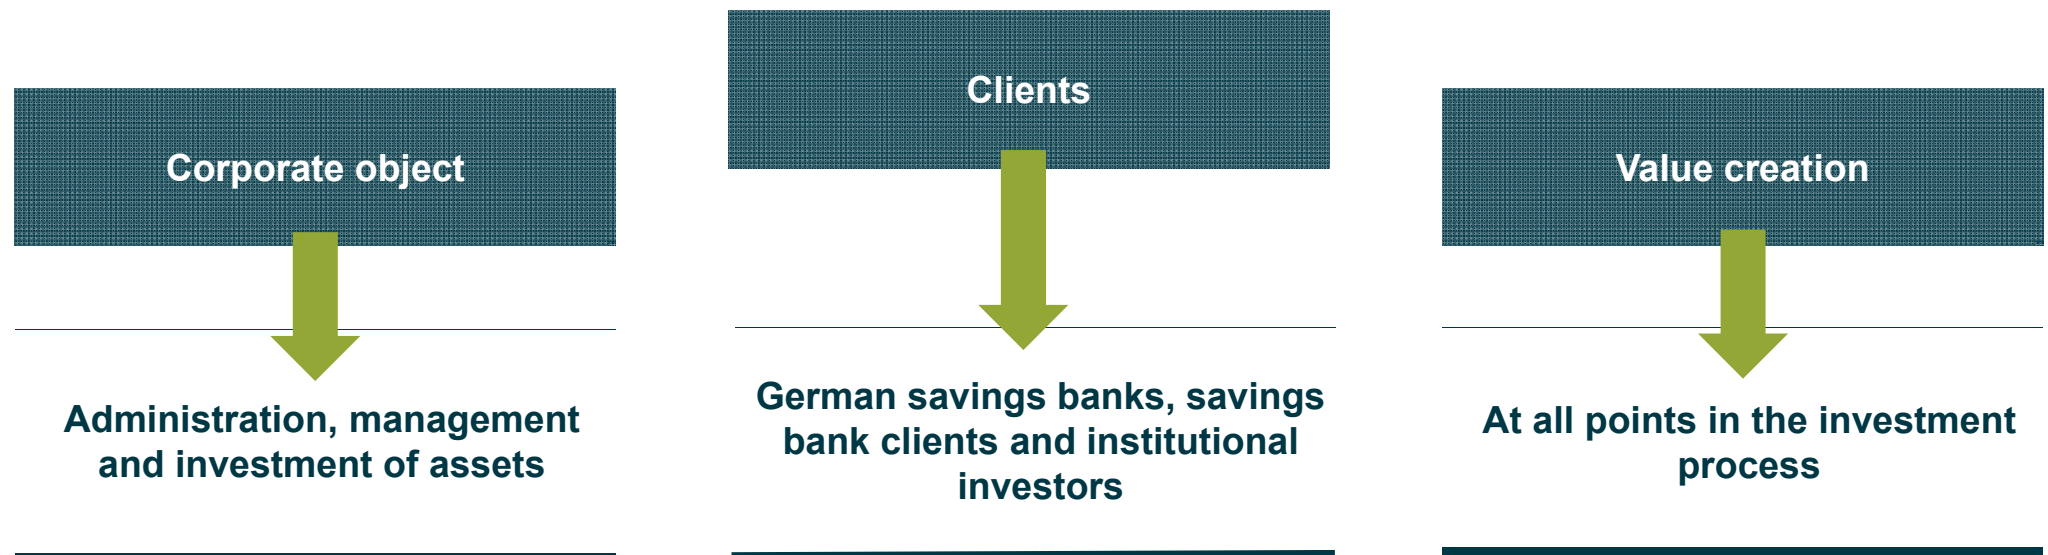 Corporate object
Administration, management
and investment of assets
Clients
German savings banks, savings
bank clients and institutional
investors
Value creation
At all points in the investment
process